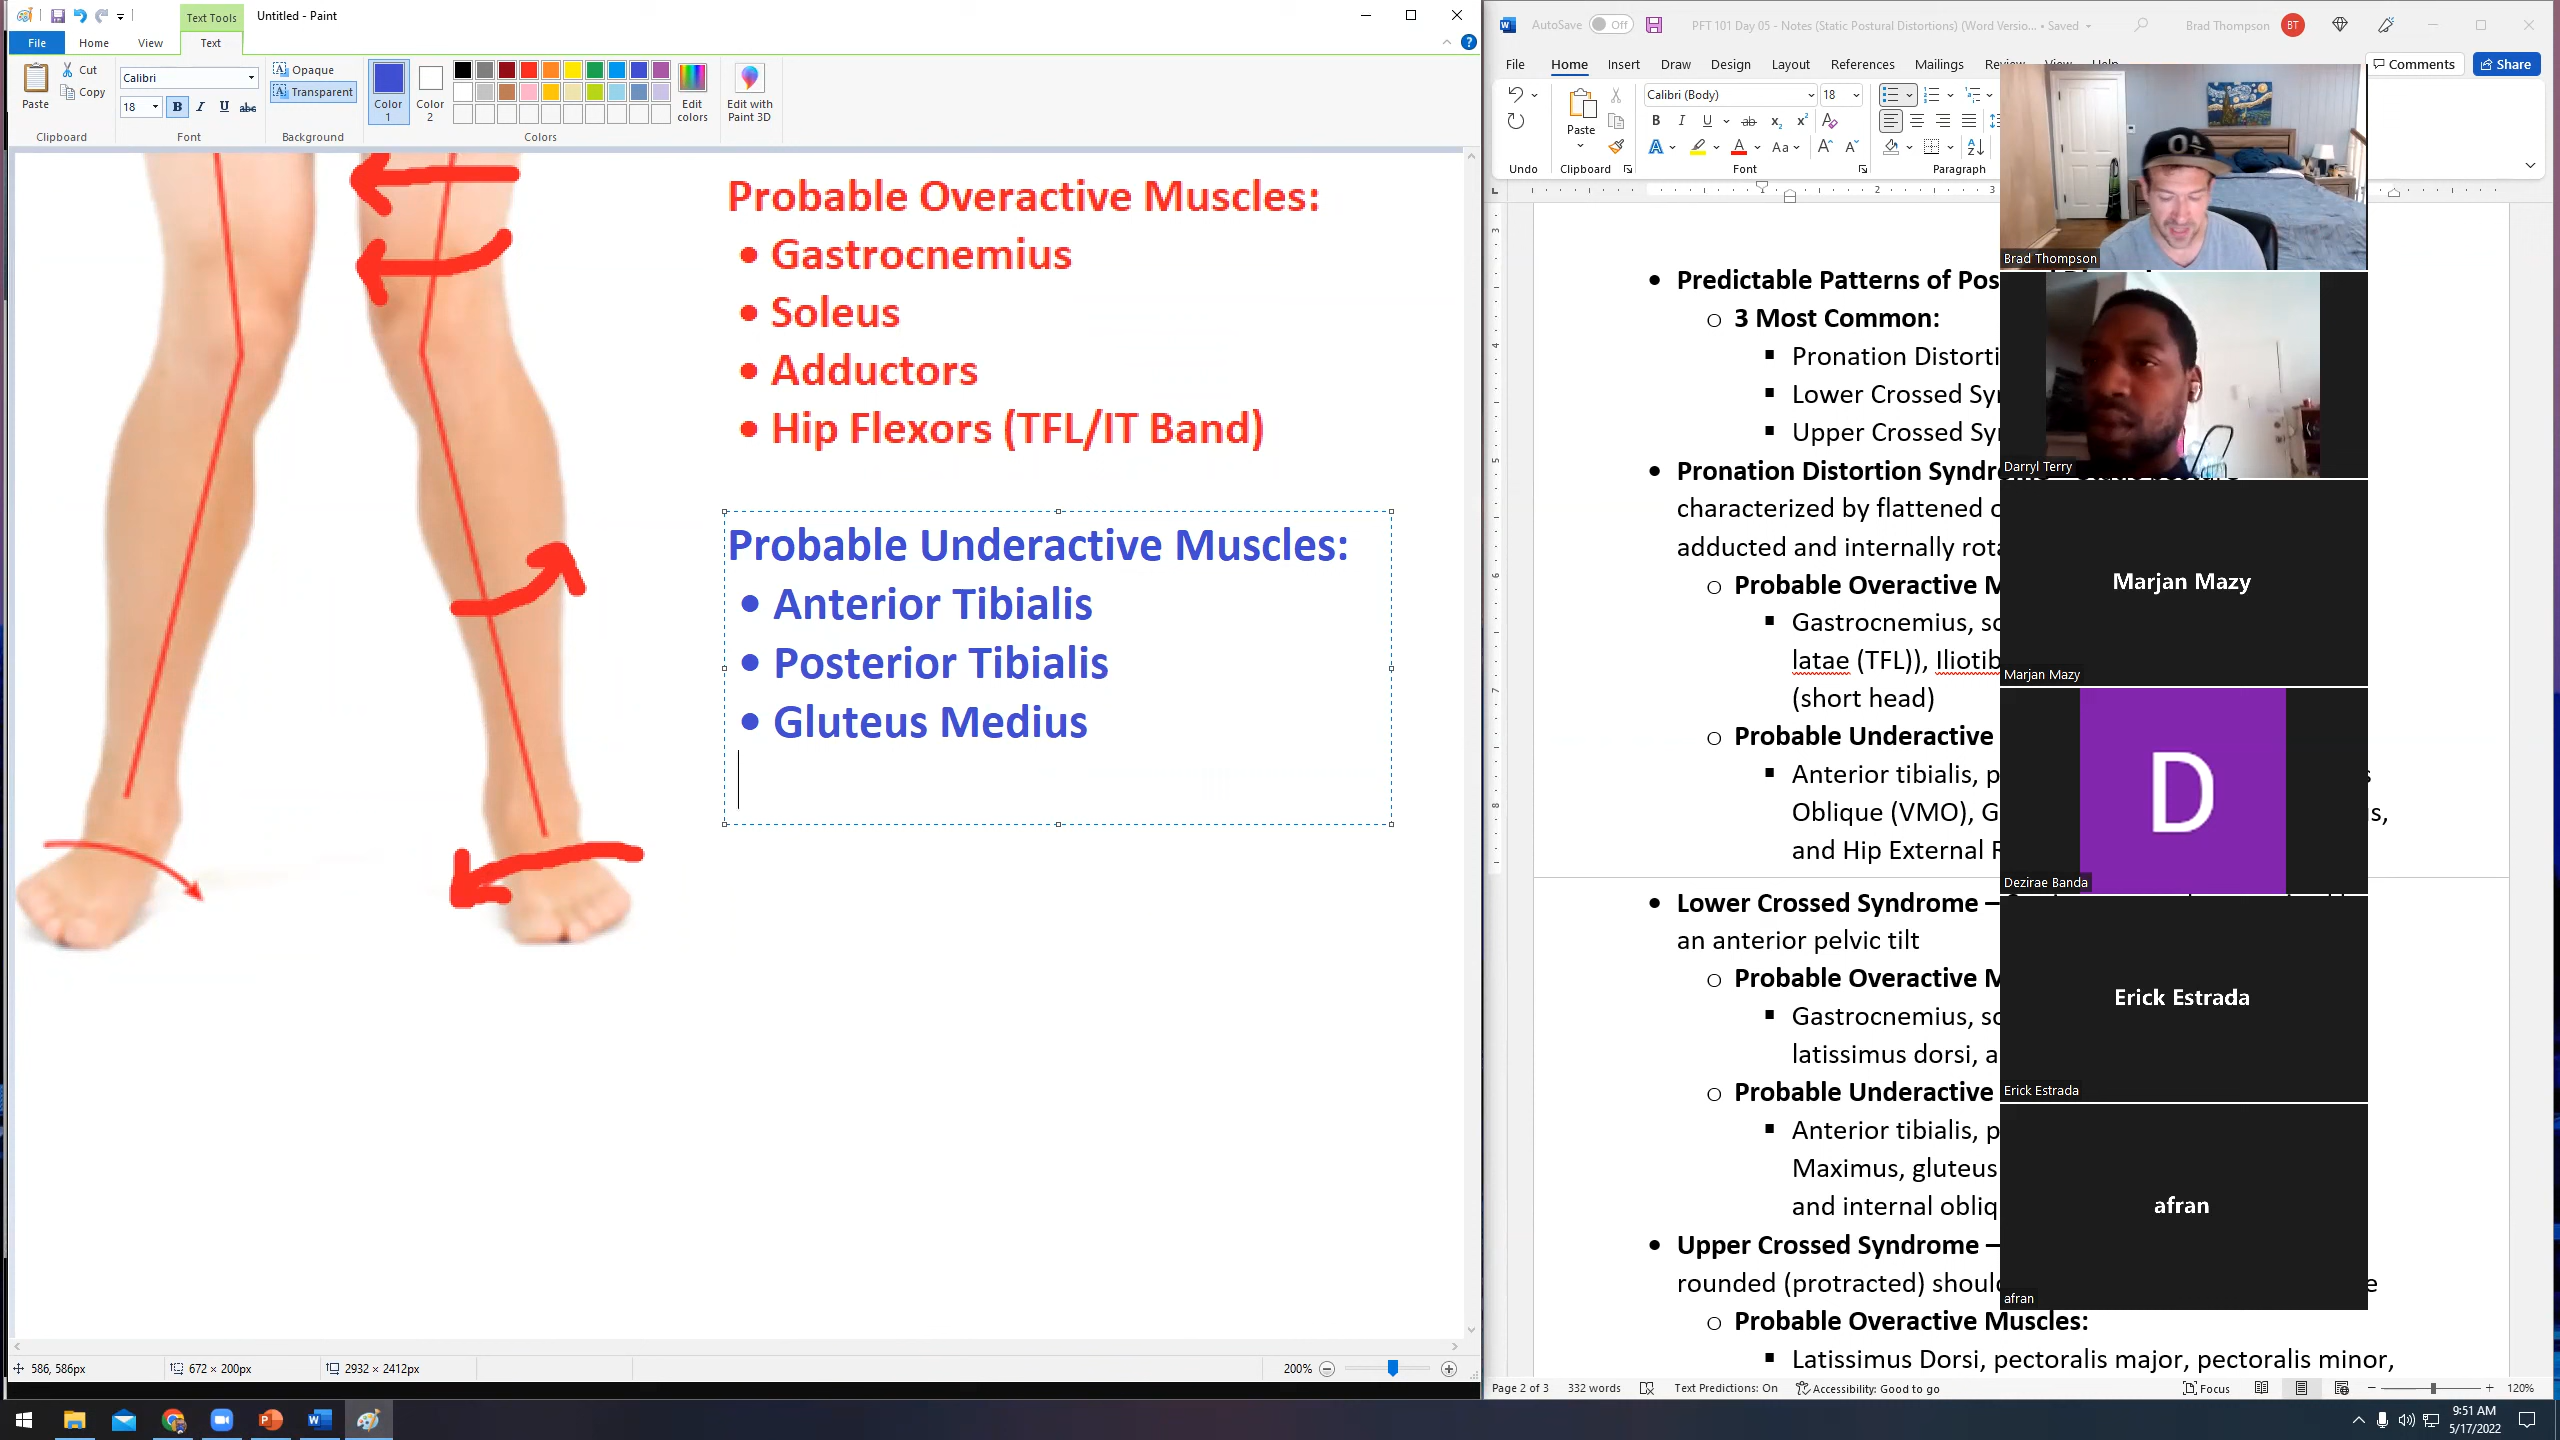 Text Tools
Untitled - Paint
File
Home
View
Text
Paste
Cut
Copy
Clipboard
Calibri
18
B I U abc
Font
Opaque
Transparent
Background
Color 1
Color 2
Edit colors
Edit with Paint 3D
Colors
Probable Overactive Muscles:
• Gastrocnemius
• Soleus
• Adductors
• Hip Flexors (TFL/IT Band)
Probable Underactive Muscles:
• Anterior Tibialis
• Posterior Tibialis
• Gluteus Medius
586, 586px
672 × 200px
2932 × 2412px
200%
AutoSave Off
PFT 101 Day 05 - Notes (Static Postural Distortions) (Word Versio... • Saved
Brad Thompson
BT
File Home Insert Draw Design Layout References Mailings
Comments
Share
Undo
Paste
Clipboard
Calibri (Body)
18
Font
Paragraph
• Predictable Patterns of Pos
o 3 Most Common:
▪ Pronation Distorti
▪ Lower Crossed Sy
▪ Upper Crossed Sy
• Pronation Distortion Syndro
characterized by flattened
adducted and internally rota
o Probable Overactive M
▪ Gastrocnemius, so
latae (TFL)), Iliotib
(short head)
o Probable Underactive
▪ Anterior tibialis, p
Oblique (VMO), G
and Hip External R
• Lower Crossed Syndrome –
an anterior pelvic tilt
o Probable Overactive M
▪ Gastrocnemius, so
latissimus dorsi, a
o Probable Underactive
▪ Anterior tibialis, p
Maximus, gluteus
and internal obliq
• Upper Crossed Syndrome –
rounded (protracted) should
o Probable Overactive Muscles:
▪ Latissimus Dorsi, pectoralis major, pectoralis minor,
Brad Thompson
Darryl Terry
Marjan Mazy
Marjan Mazy
D
Dezirae Banda
Erick Estrada
Erick Estrada
afran
afran
Page 2 of 3
332 words
Text Predictions: On
Accessibility: Good to go
Focus
120%
9:51 AM
5/17/2022